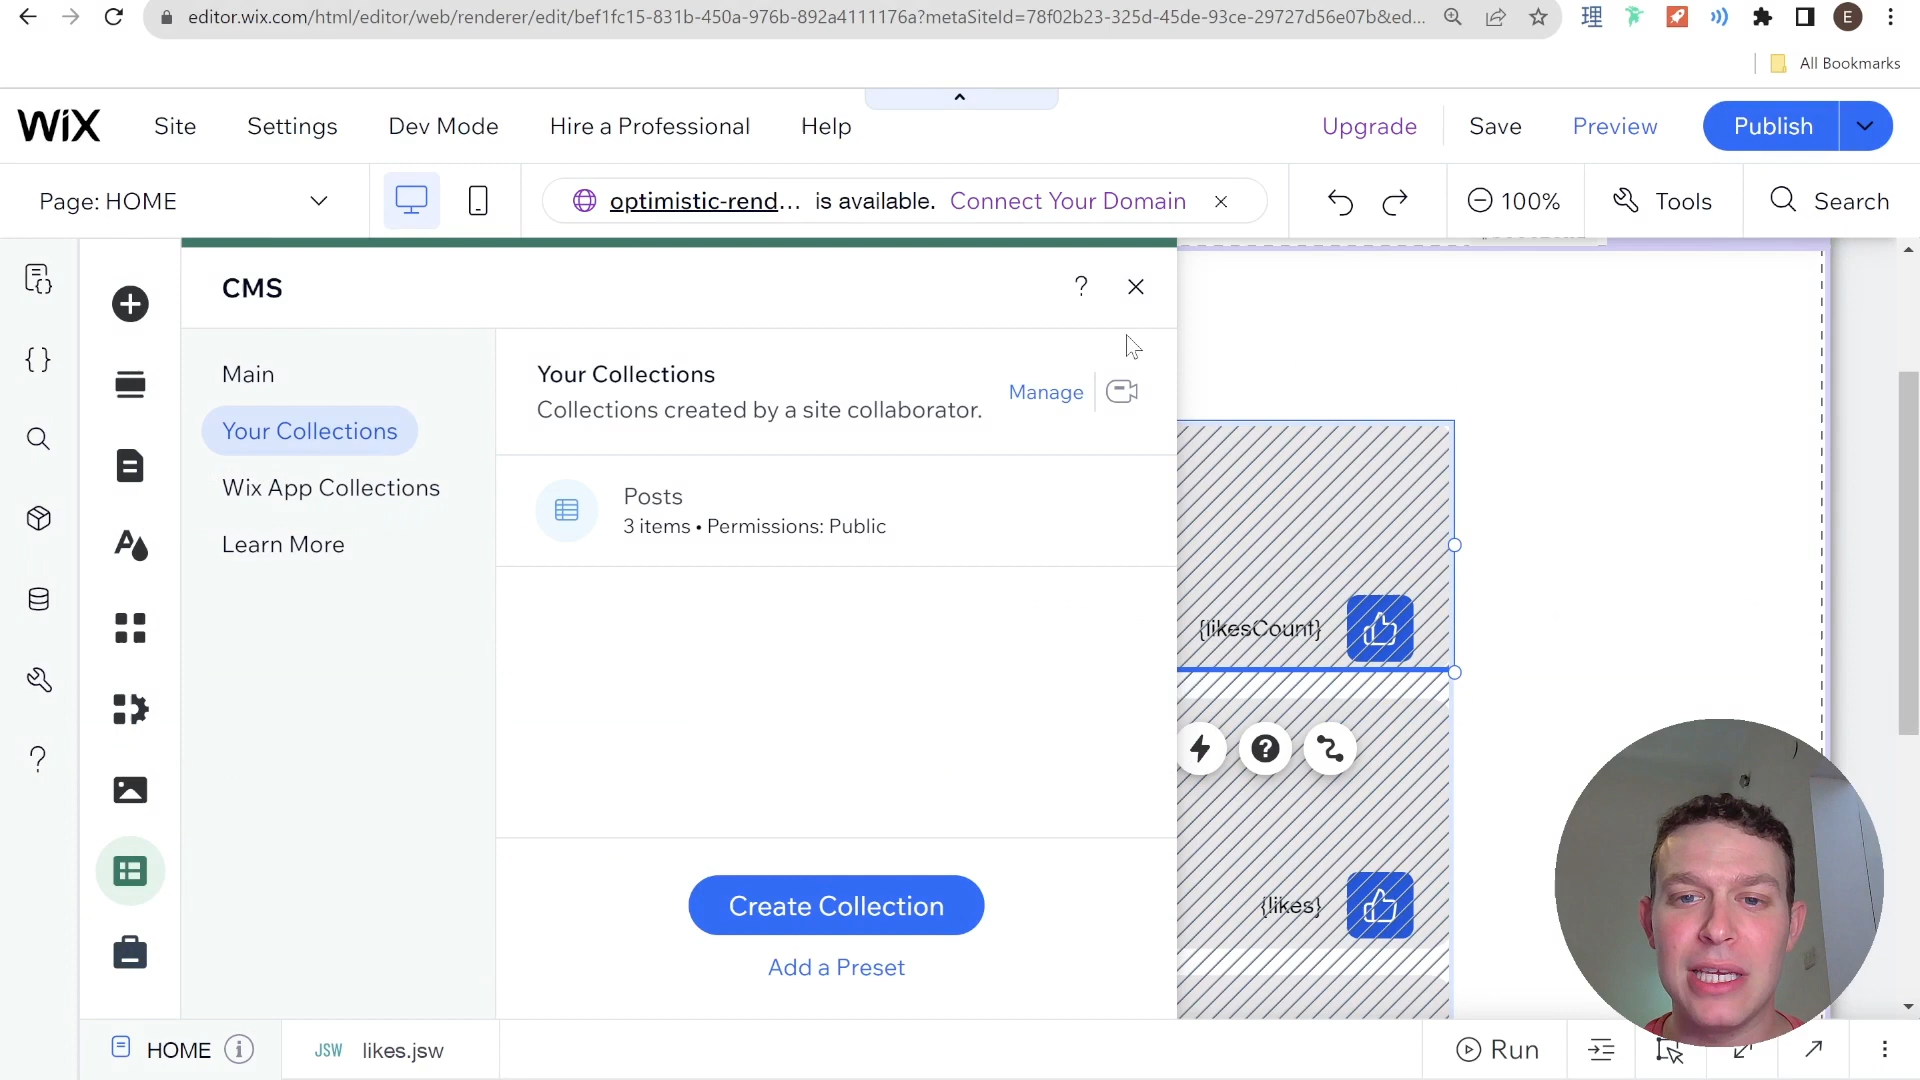 editor.wix.com/html/editor/web/renderer/edit/bef1fc15-831b-450a-976b-892a4111176a?metaSiteId=78f02b23-325d-45de-93ce-29727d56e07b&ed...
理
E
All Bookmarks
WiX
Site
Settings
Dev Mode
Hire a Professional
Help
Upgrade
Save
Preview
Publish
Page: HOME
optimistic-rend... is available. Connect Your Domain
100%
Tools
Search
CMS
?
Main
Your Collections
Wix App Collections
Learn More
Your Collections
Collections created by a site collaborator.
Manage
Posts
3 items • Permissions: Public
{likesCount}
{likes}
Create Collection
Add a Preset
HOME
JSW likes.jsw
Run